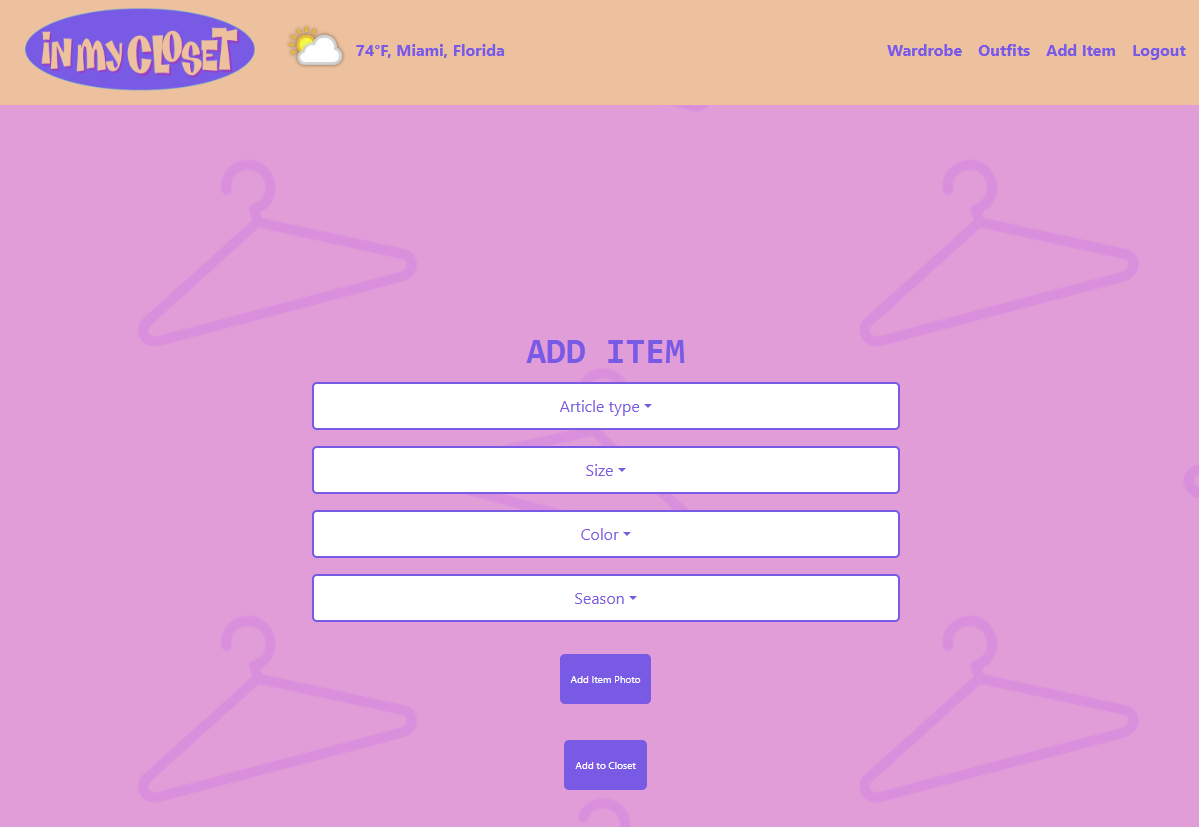 iN MY CLOSET
74°F, Miami, Florida
Wardrobe Outfits Add Item Logout
ADD ITEM
Article type
Size
Color
Season
Add Item Photo
Add to Closet